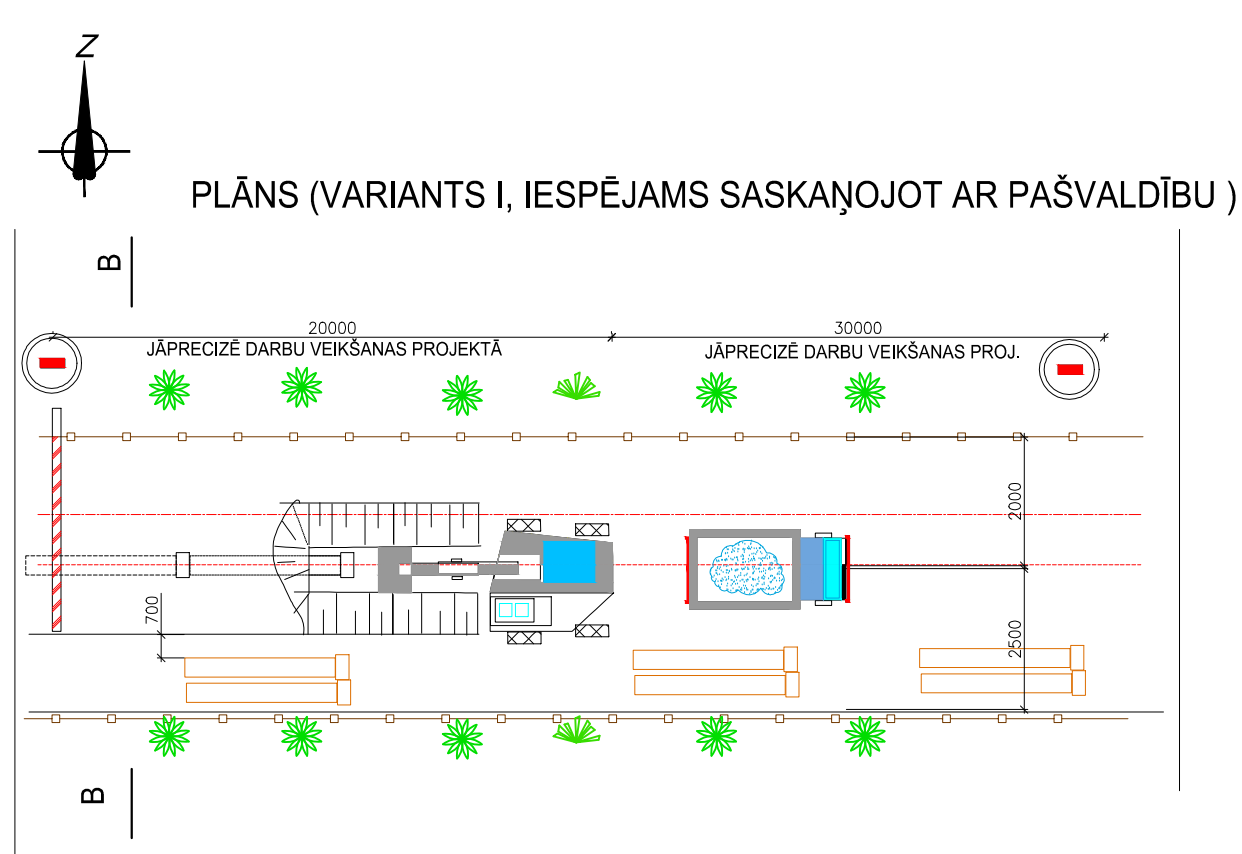 Z
PLĀNS (VARIANTS I, IESPĒJAMS SASKAŅOJOT AR PAŠVALDĪBU )
B
20000
30000
JĀPRECIZĒ DARBU VEIKŠANAS PROJEKTĀ
JĀPRECIZĒ DARBU VEIKŠANAS PROJ.
2000
700
2500
B